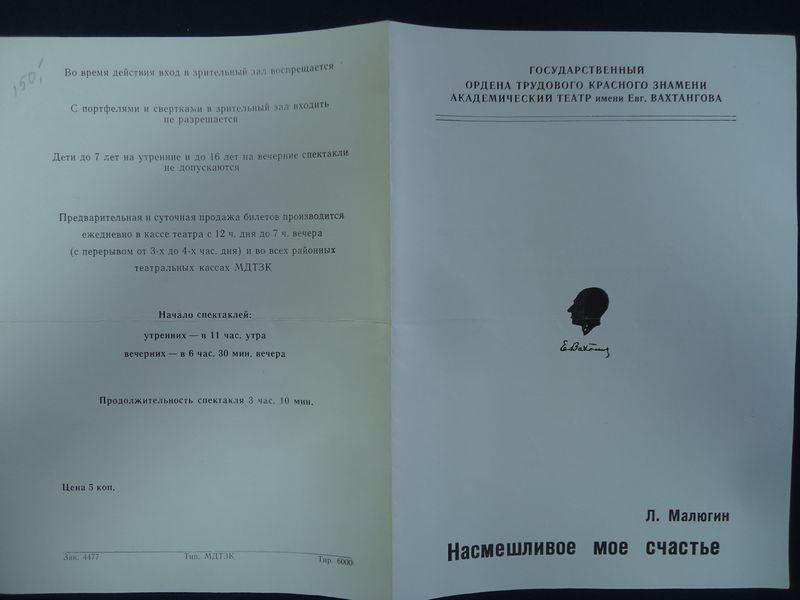 150!
Во время действия вход в зрительный зал воспрещается
С портфелями и свертками в зрительный зал входить
не разрешается
Дети до 7 лет на утренние и до 16 лет на вечерние спектакли
не допускаются
Предварительная и суточная продажа билетов производится
ежедневно в кассе театра с 12 ч. дня до 7 ч. вечера
(с перерывом от 3-х до 4-х час. дня) и во всех районных
театральных кассах МДТЗК
Начало спектаклей:
утренних — в 11 час. утра
вечерних — в 6 час. 30 мин. вечера
Продолжительность спектакля 3 час. 10 мин.
Цена 5 коп.
Зак. 4477 Тип. МДТЗК Тир. 6000
ГОСУДАРСТВЕННЫЙ
ОРДЕНА ТРУДОВОГО КРАСНОГО ЗНАМЕНИ
АКАДЕМИЧЕСКИЙ ТЕАТР имени Евг. ВАХТАНГОВА
Е Вахтанг
Л. Малюгин
Насмешливое мое счастье